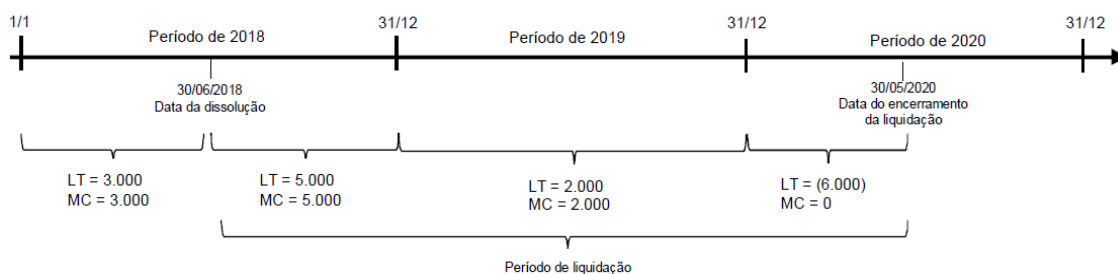 1/1
31/12
31/12
31/12
Período de 2018
Período de 2019
Período de 2020
30/06/2018
Data da dissolução
30/05/2020
Data do encerramento
da liquidação
LT = 3.000
MC = 3.000
LT = 5.000
MC = 5.000
LT = 2.000
MC = 2.000
LT = (6.000)
MC = 0
Período de liquidação